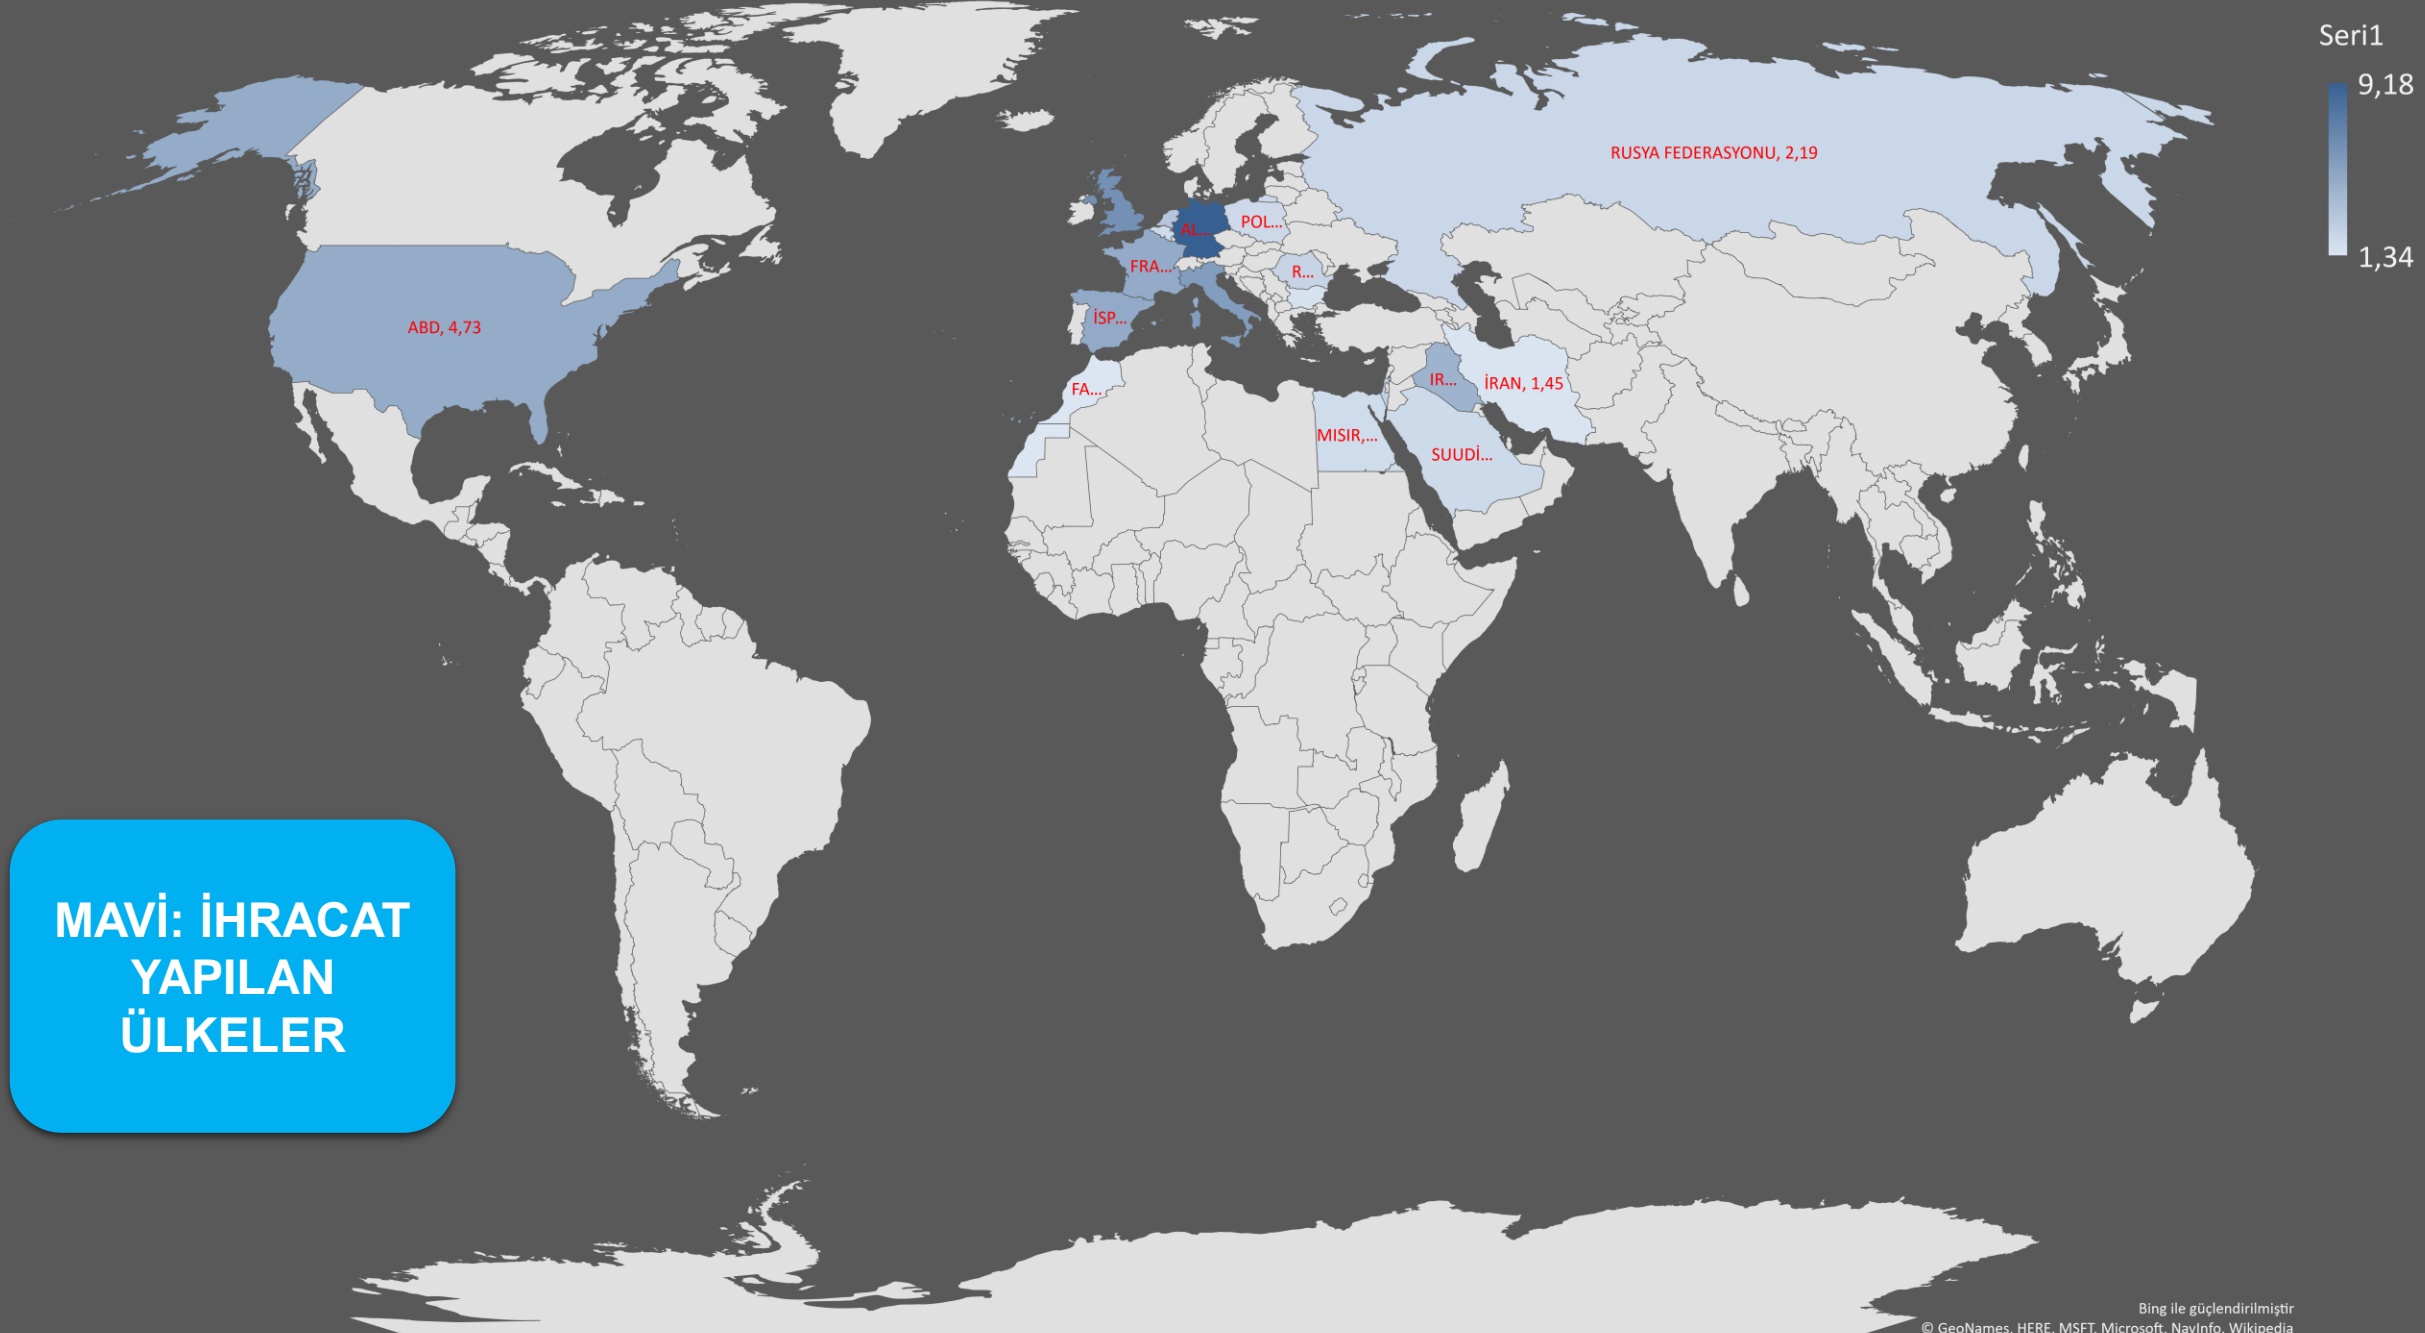 Seri1
9,18
1,34
RUSYA FEDERASYONU, 2,19
POL...
AL...
FRA...
R...
İSP...
ABD, 4,73
FA...
IR...
İRAN, 1,45
MISIR,...
SUUDİ...
MAVİ: İHRACAT
YAPILAN
ÜLKELER
Bing ile güçlendirilmiştir
© GeoNames, HERE, MSFT, Microsoft, NavInfo, Wikipedia